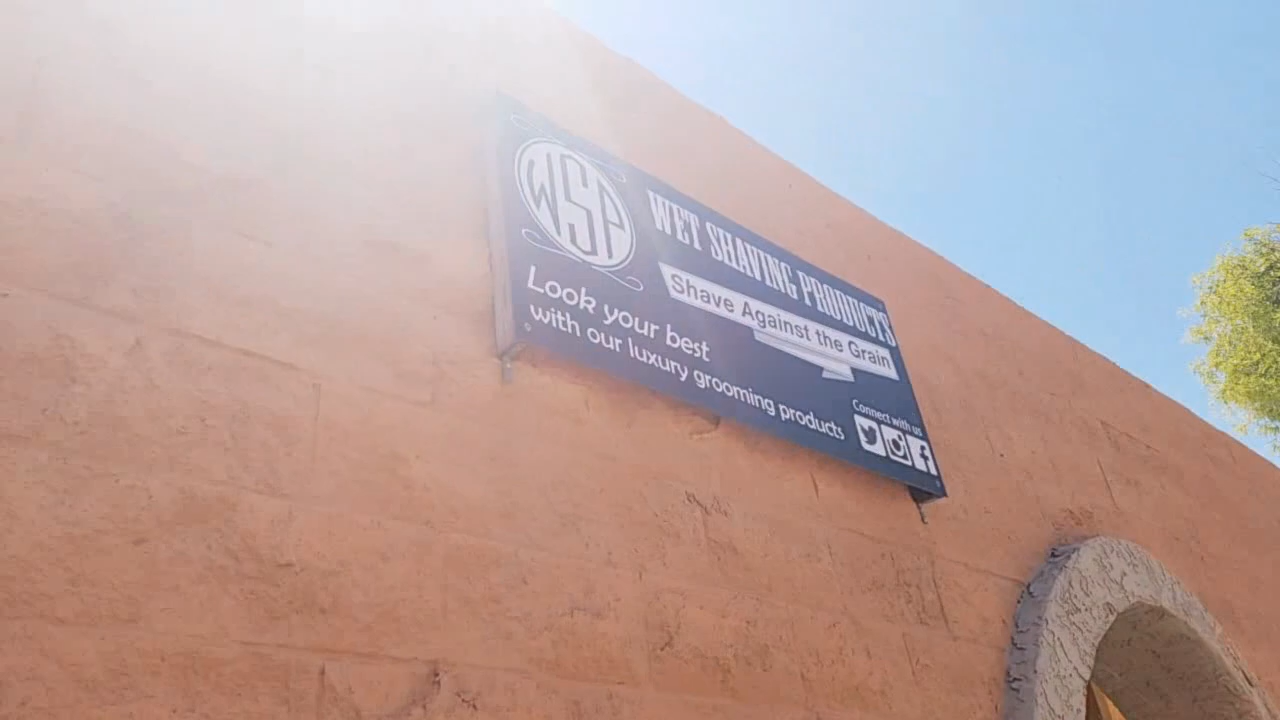 WSP
WET SHAVING PRODUCTS
Shave Against the Grain
Look your best
with our luxury grooming products
Connect with us